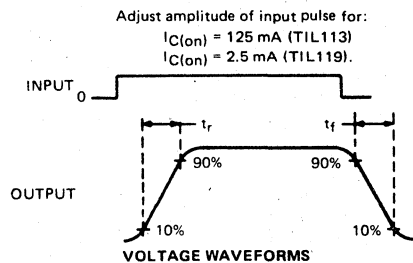 Adjust amplitude of input pulse for:
IC(on) = 125 mA (TIL113)
IC(on) = 2.5 mA (TIL119).
INPUT 0
tr
tf
90%
90%
OUTPUT
10%
10%
VOLTAGE WAVEFORMS